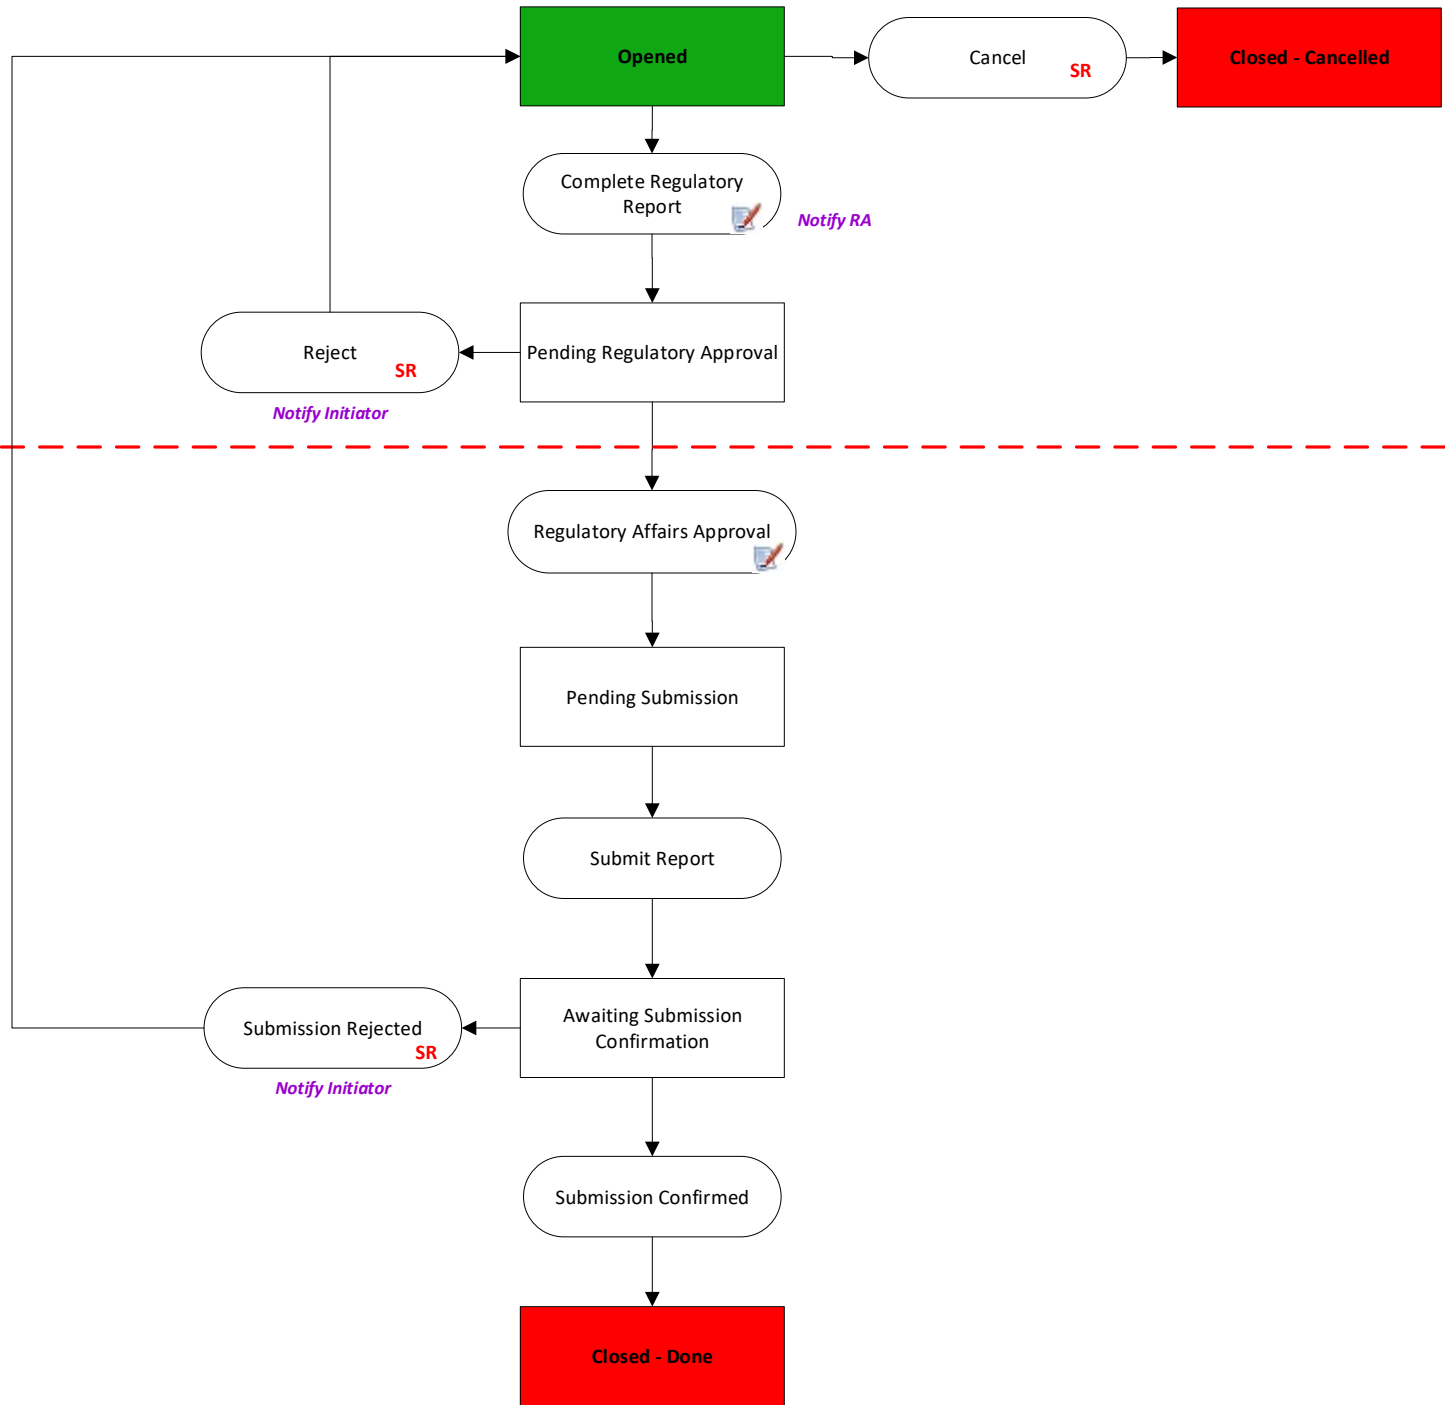 Opened
Cancel
SR
Closed - Cancelled
Complete Regulatory
Report
Notify RA
Reject
SR
Pending Regulatory Approval
Notify Initiator
Regulatory Affairs Approval
Pending Submission
Submit Report
Submission Rejected
SR
Awaiting Submission
Confirmation
Notify Initiator
Submission Confirmed
Closed - Done